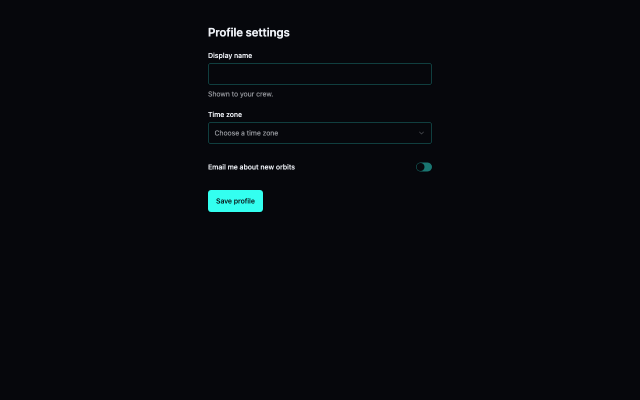 Profile settings
Display name
Shown to your crew.
Time zone
Choose a time zone
Email me about new orbits
Save profile